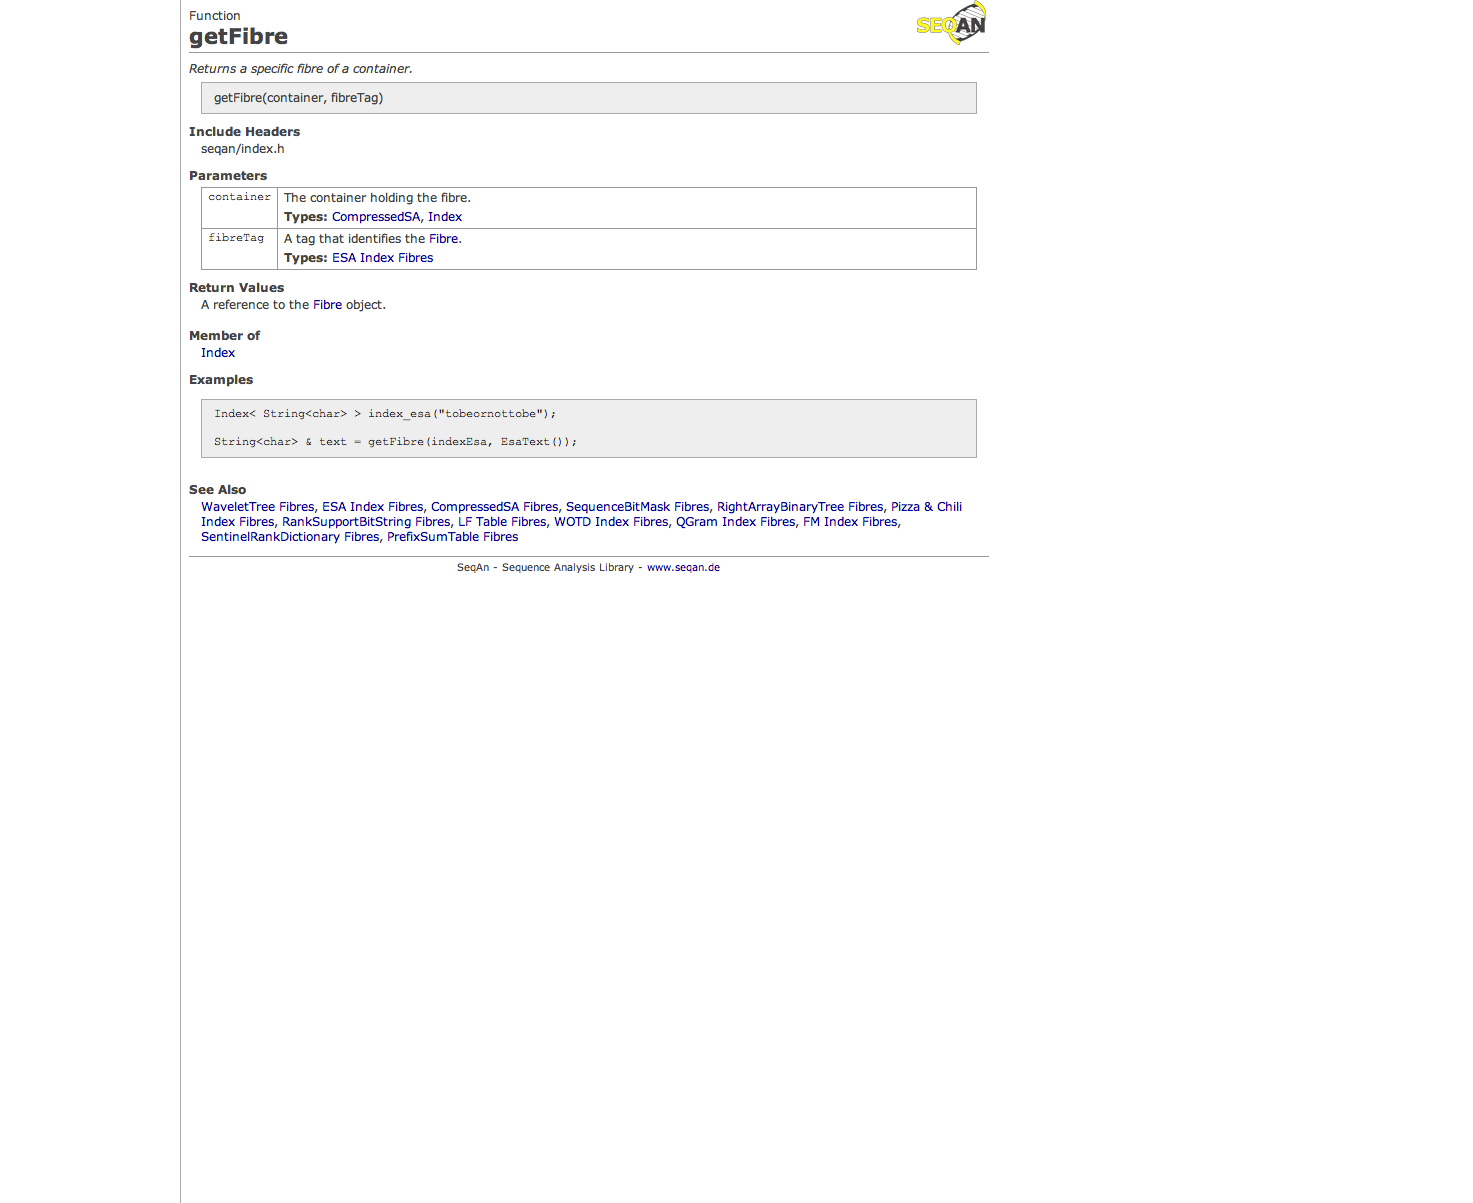 Function
getFibre
SEQAN
Returns a specific fibre of a container.
getFibre(container, fibreTag)
Include Headers
seqan/index.h
Parameters
container The container holding the fibre.
Types: CompressedSA, Index
fibreTag A tag that identifies the Fibre.
Types: ESA Index Fibres
Return Values
A reference to the Fibre object.
Member of
Index
Examples
Index< String<char> > index_esa("tobeornottobe");
String<char> & text = getFibre(indexEsa, EsaText());
See Also
WaveletTree Fibres, ESA Index Fibres, CompressedSA Fibres, SequenceBitMask Fibres, RightArrayBinaryTree Fibres, Pizza & Chili
Index Fibres, RankSupportBitString Fibres, LF Table Fibres, WOTD Index Fibres, QGram Index Fibres, FM Index Fibres,
SentinelRankDictionary Fibres, PrefixSumTable Fibres
SeqAn - Sequence Analysis Library - www.seqan.de